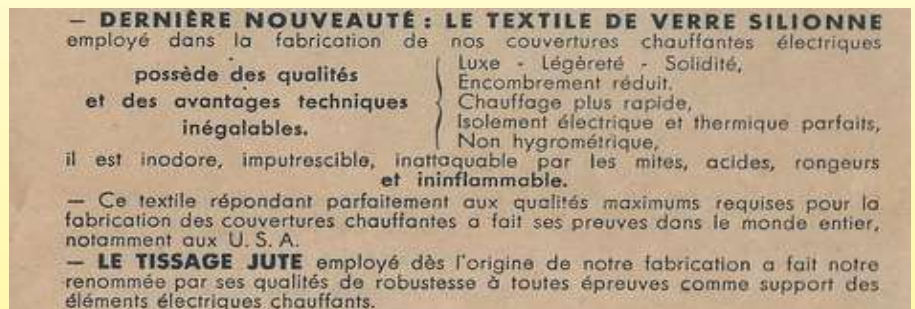 — DERNIÈRE NOUVEAUTÉ : LE TEXTILE DE VERRE SILIONNE
employé dans la fabrication de nos couvertures chauffantes électriques
possède des qualités
et des avantages techniques
inégalables.
Luxe - Légèreté - Solidité,
Encombrement réduit.
Chauffage plus rapide,
Isolement électrique et thermique parfaits,
Non hygrométrique,
il est inodore, imputrescible, inattaquable par les mites, acides, rongeurs
et ininflammable.
— Ce textile répondant parfaitement aux qualités maximums requises pour la
fabrication des couvertures chauffantes a fait ses preuves dans le monde entier,
notamment aux U. S. A.
— LE TISSAGE JUTE employé dès l'origine de notre fabrication a fait notre
renommée par ses qualités de robustesse à toutes épreuves comme support des
éléments électriques chauffants.